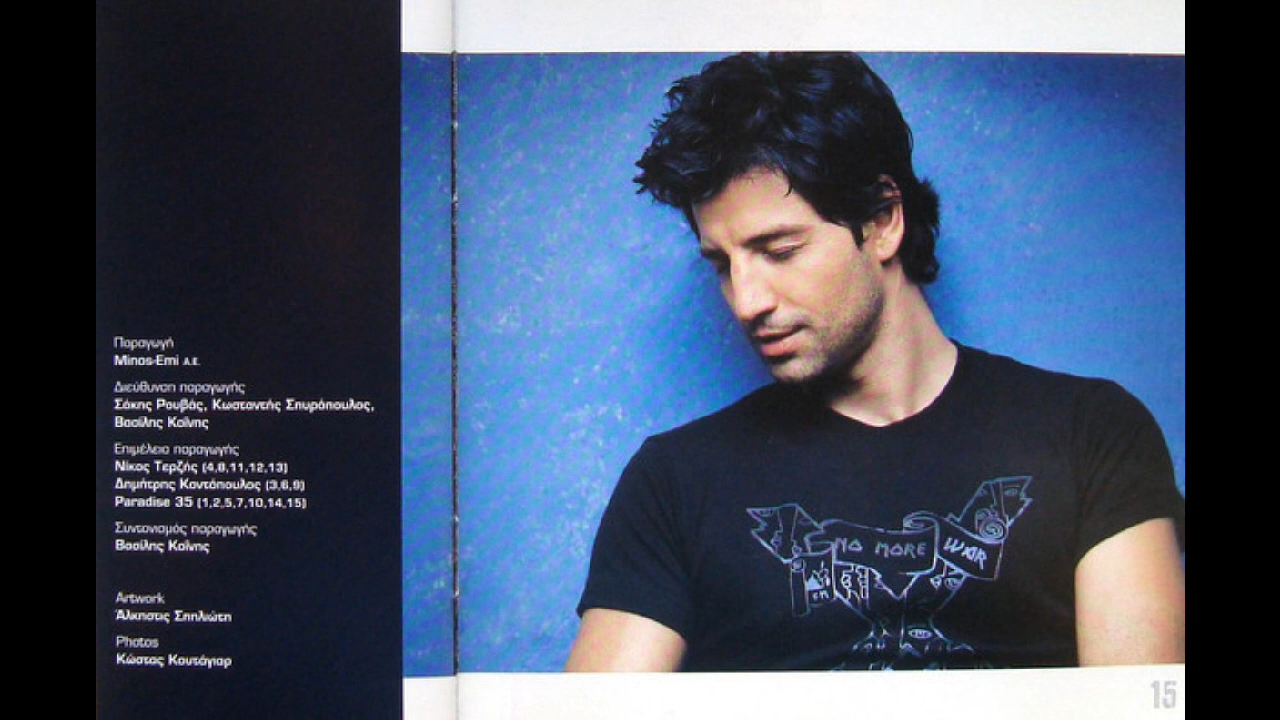 Παραγωγή
Minos-Emi Α.Ε.
Διεύθυνση παραγωγής
Σάκης Ρουβάς, Κωσταντής Σπυρόπουλος,
Βασίλης Κοΐνης
Επιμέλεια παραγωγής
Νίκος Τερζής (4,8,11,12,13)
Δημήτρης Κοντόπουλος (3,6,9)
Paradise 35 (1,2,5,7,10,14,15)
Συντονισμός παραγωγής
Βασίλης Κοΐνης
Artwork
Άλκηστις Σπηλιώτη
Photos
Κώστας Κουτάγιαρ
NO MORE WAR
15